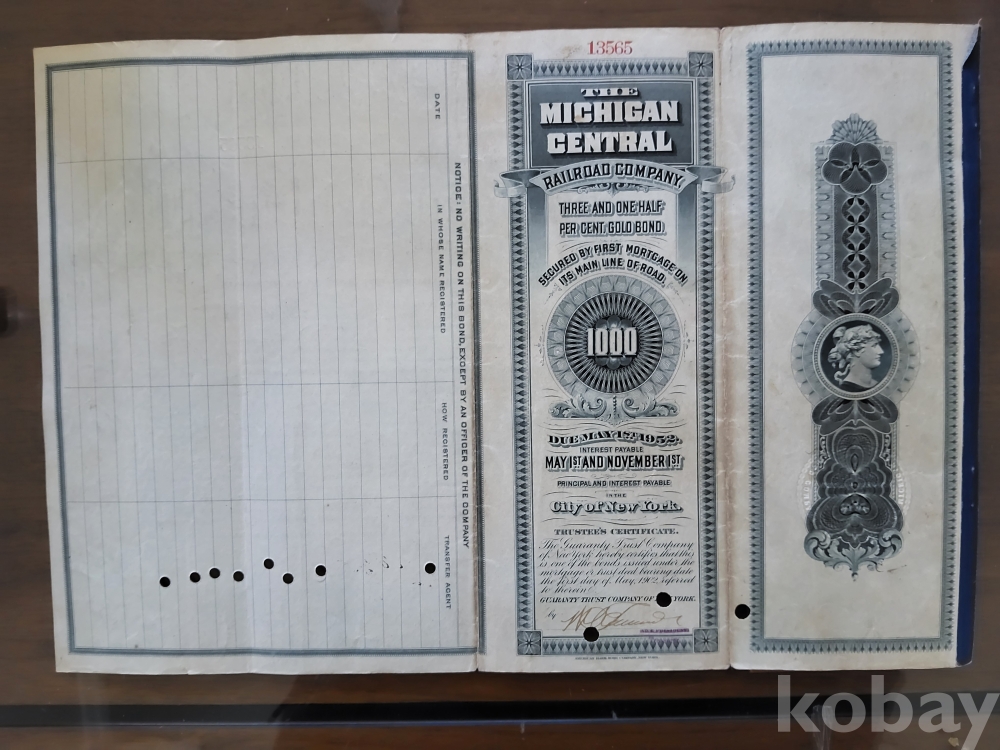 DATE
IN WHOSE NAME REGISTERED
HOW REGISTERED
TRANSFER AGENT
NOTICE: NO WRITING ON THIS BOND, EXCEPT BY AN OFFICER OF THE COMPANY
13565
THE
MICHIGAN
CENTRAL
RAILROAD COMPANY,
THREE AND ONE HALF
PER CENT. GOLD BOND,
SECURED BY FIRST MORTGAGE ON
ITS MAIN LINE OF ROAD.
1000
DUE MAY 1ST 1952.
INTEREST PAYABLE
MAY 1ST AND NOVEMBER 1ST
PRINCIPAL AND INTEREST PAYABLE
IN THE
City of New York.
TRUSTEE'S CERTIFICATE.
The Guaranty Trust Company
of New York hereby certifies that this
is one of the bonds issued under the
mortgage or trust deed bearing date
the first day of May, 1902, referred
to therein.
GUARANTY TRUST COMPANY OF YORK.
by
kobay